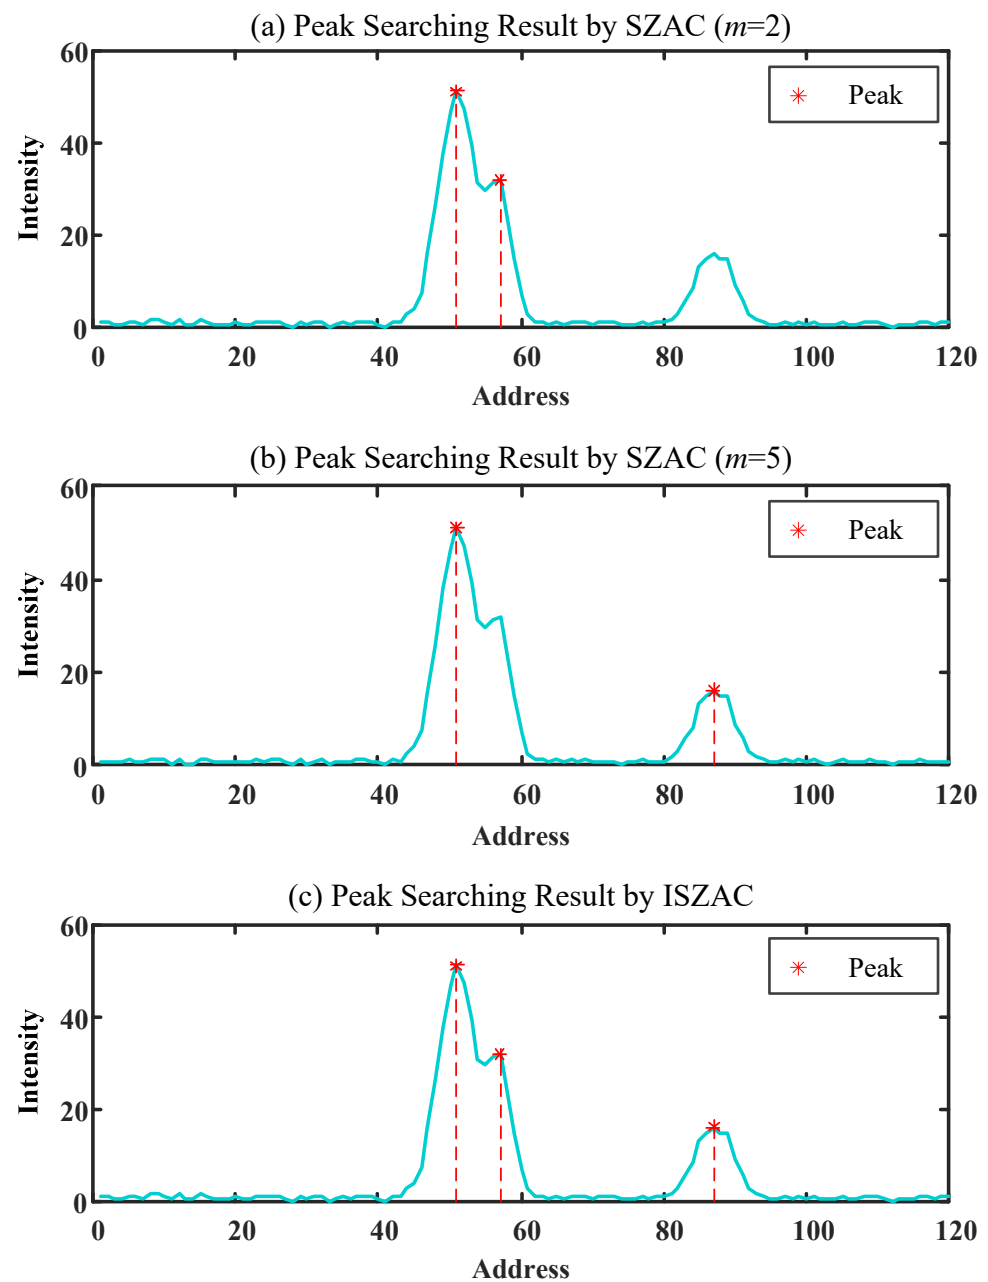 (a) Peak Searching Result by SZAC (m=2)
60
Peak
40
Intensity
20
0
0 20 40 60 80 100 120
Address
(b) Peak Searching Result by SZAC (m=5)
60
Peak
40
Intensity
20
0
0 20 40 60 80 100 120
Address
(c) Peak Searching Result by ISZAC
60
Peak
40
Intensity
20
0
0 20 40 60 80 100 120
Address